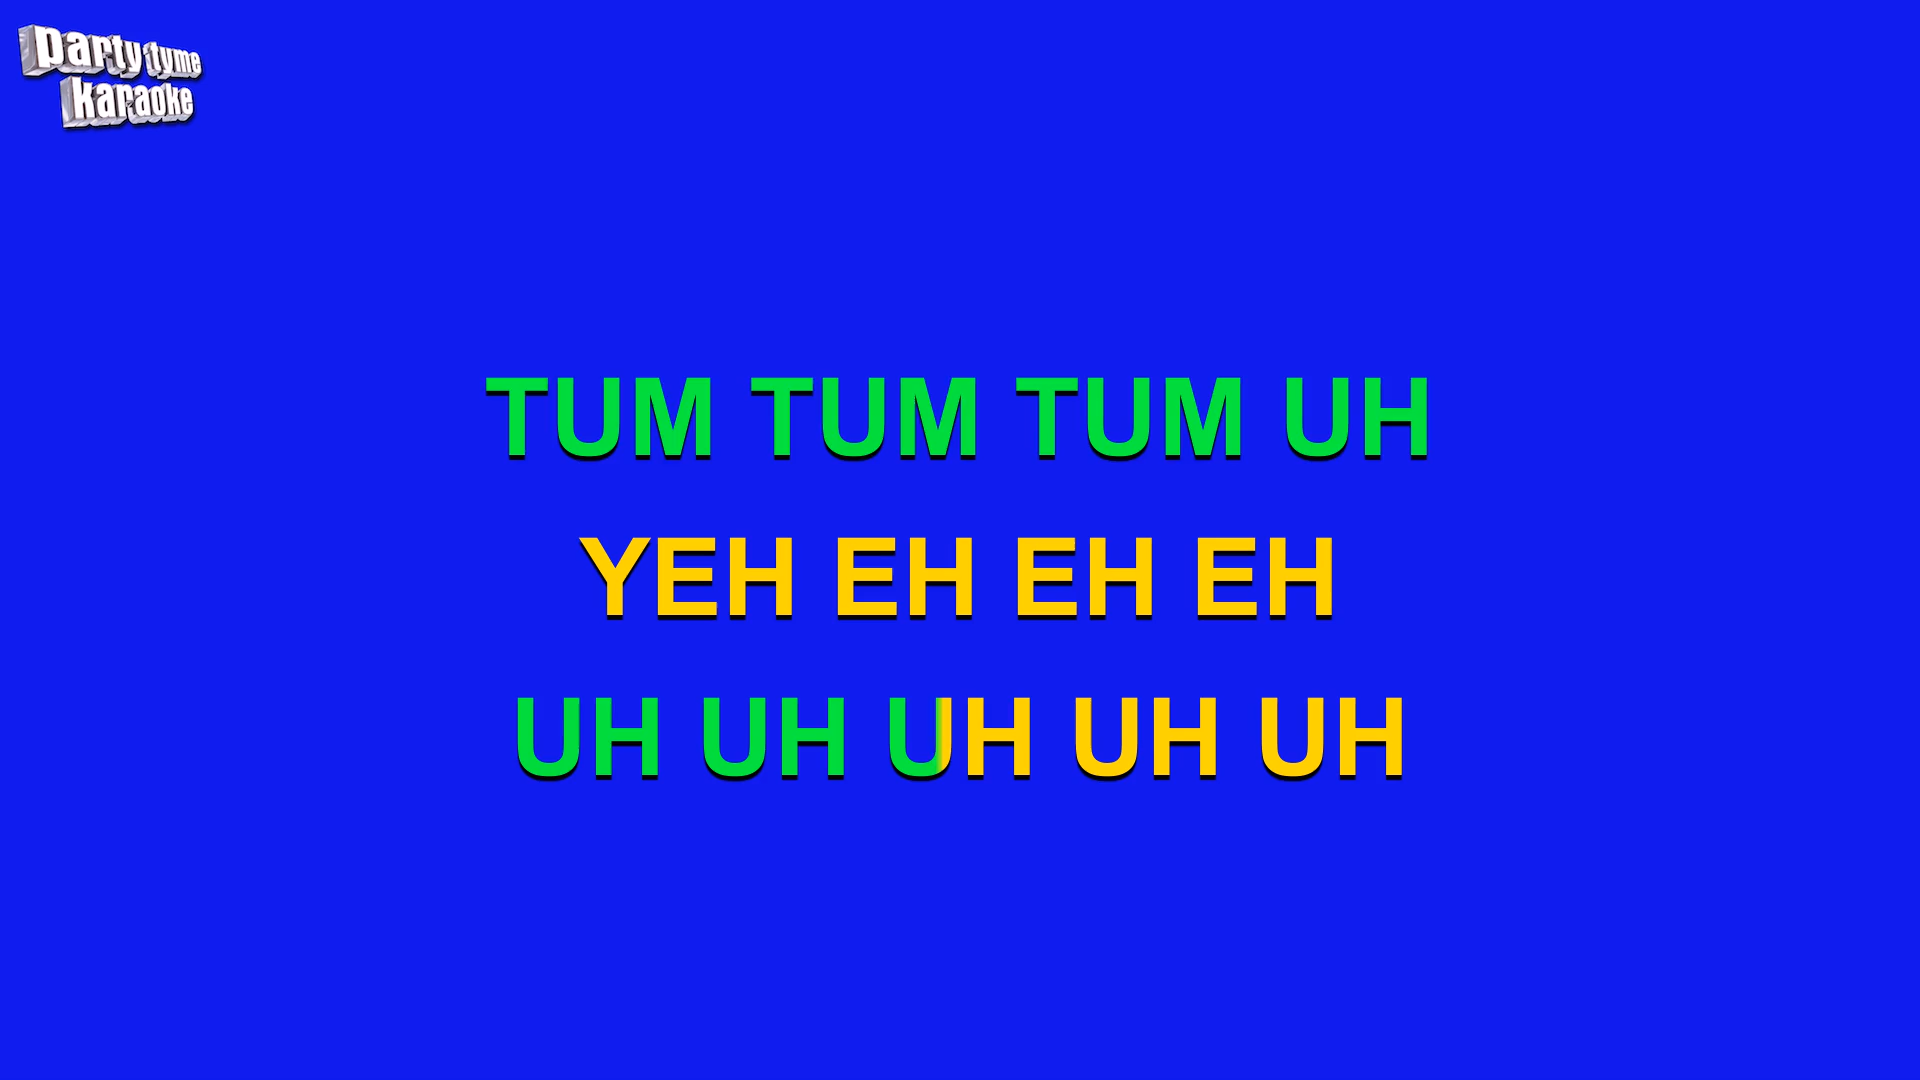 party tyme
karaoke
TUM TUM TUM UH
YEH EH EH EH
UH UH UH UH UH